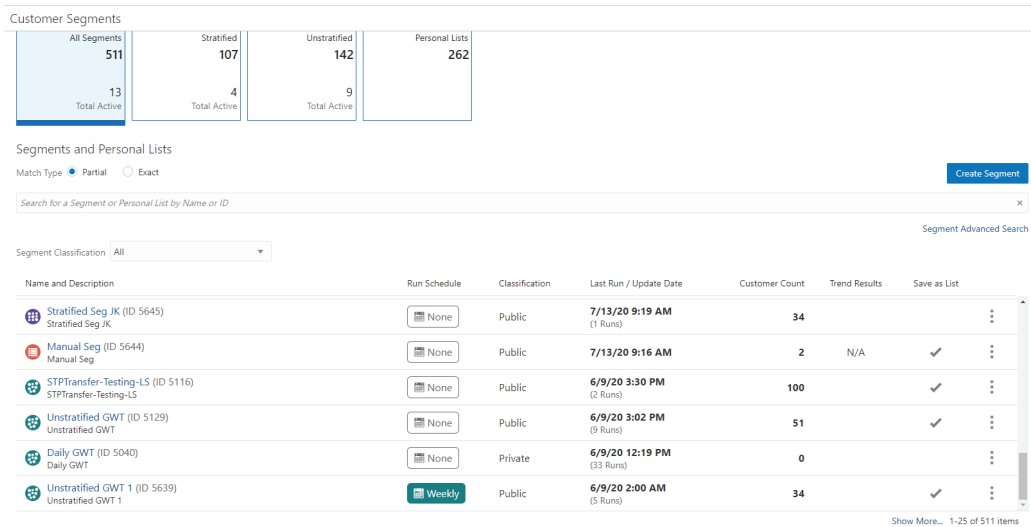 Customer Segments
All Segments Stratified Unstratified Personal Lists
511 107 142 262
13 4 9
Total Active Total Active Total Active
Segments and Personal Lists
Match Type Partial Exact
Create Segment
Search for a Segment or Personal List by Name or ID ×
Segment Advanced Search
Segment Classification All
Name and Description Run Schedule Classification Last Run / Update Date Customer Count Trend Results Save as List
Stratified Seg JK (ID 5645) None Public 7/13/20 9:19 AM 34
Stratified Seg JK (1 Runs)
Manual Seg (ID 5644) None Public 7/13/20 9:16 AM 2 N/A
Manual Seg
STPTransfer-Testing-LS (ID 5116) None Public 6/9/20 3:30 PM 100
STPTransfer-Testing-LS (2 Runs)
Unstratified GWT (ID 5129) None Public 6/9/20 3:02 PM 51
Unstratified GWT (9 Runs)
Daily GWT (ID 5040) None Private 6/9/20 12:19 PM 0
Daily GWT (33 Runs)
Unstratified GWT 1 (ID 5639) Weekly Public 6/9/20 2:00 AM 34
Unstratified GWT 1 (5 Runs)
Show More... 1-25 of 511 items